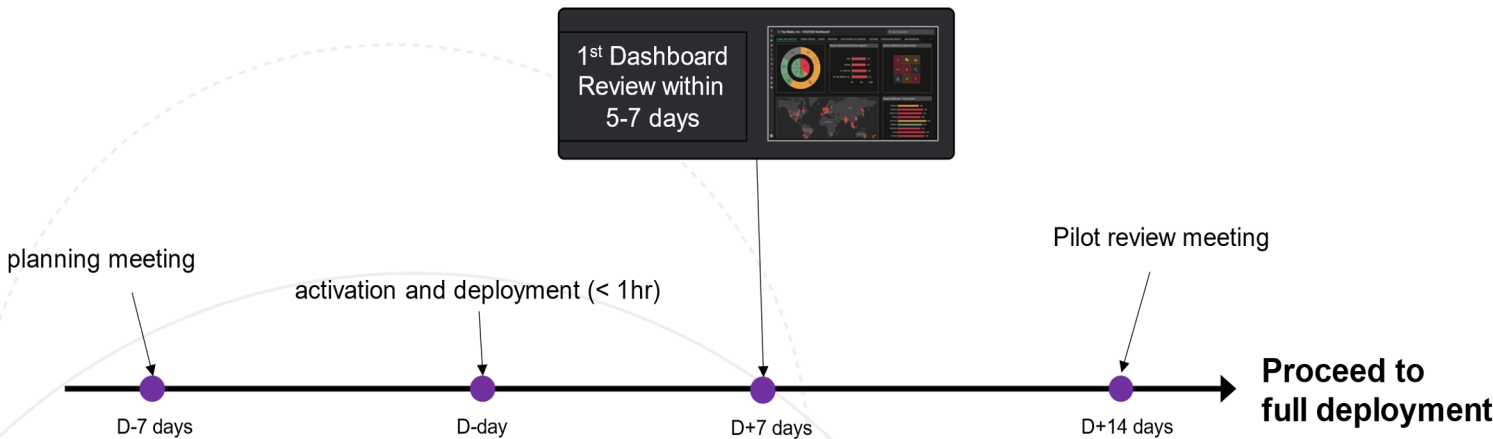 1st Dashboard
Review within
5-7 days
planning meeting
activation and deployment (< 1hr)
Pilot review meeting
Proceed to
full deployment
D-7 days
D-day
D+7 days
D+14 days